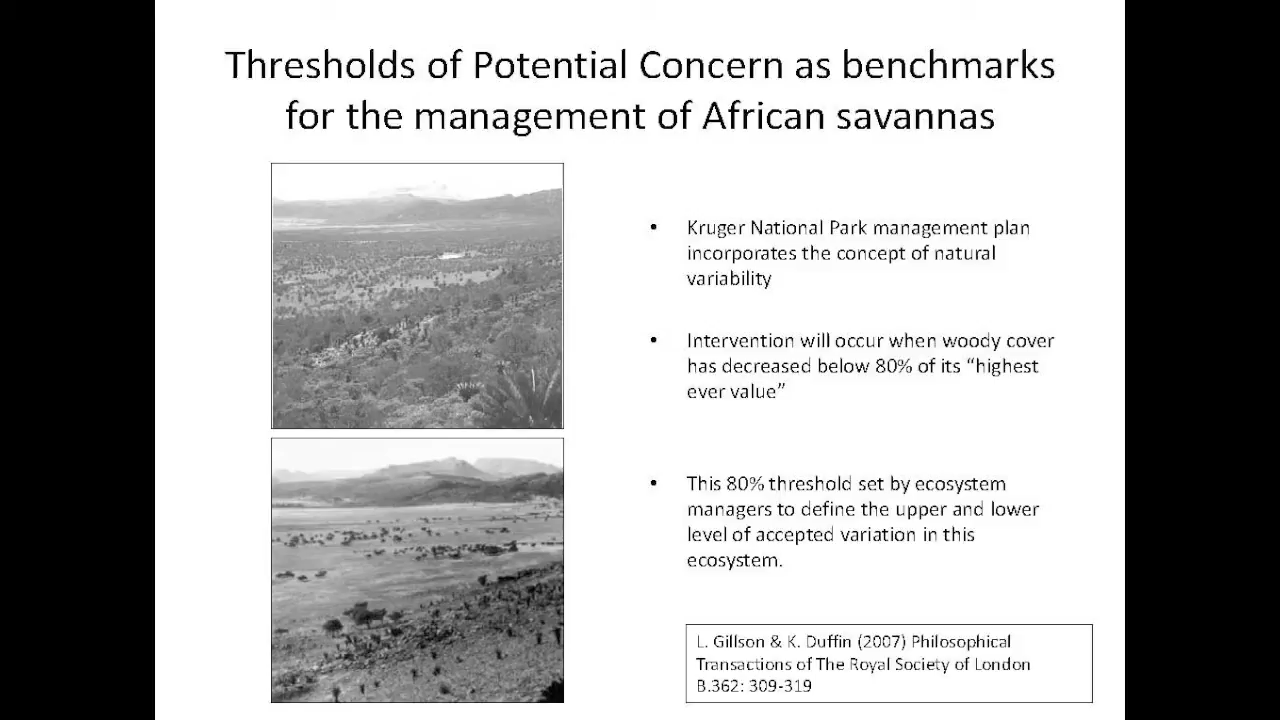 Thresholds of Potential Concern as benchmarks
for the management of African savannas
• Kruger National Park management plan
incorporates the concept of natural
variability
• Intervention will occur when woody cover
has decreased below 80% of its “highest
ever value”
• This 80% threshold set by ecosystem
managers to define the upper and lower
level of accepted variation in this
ecosystem.
L. Gillson & K. Duffin (2007) Philosophical
Transactions of The Royal Society of London
B.362: 309-319